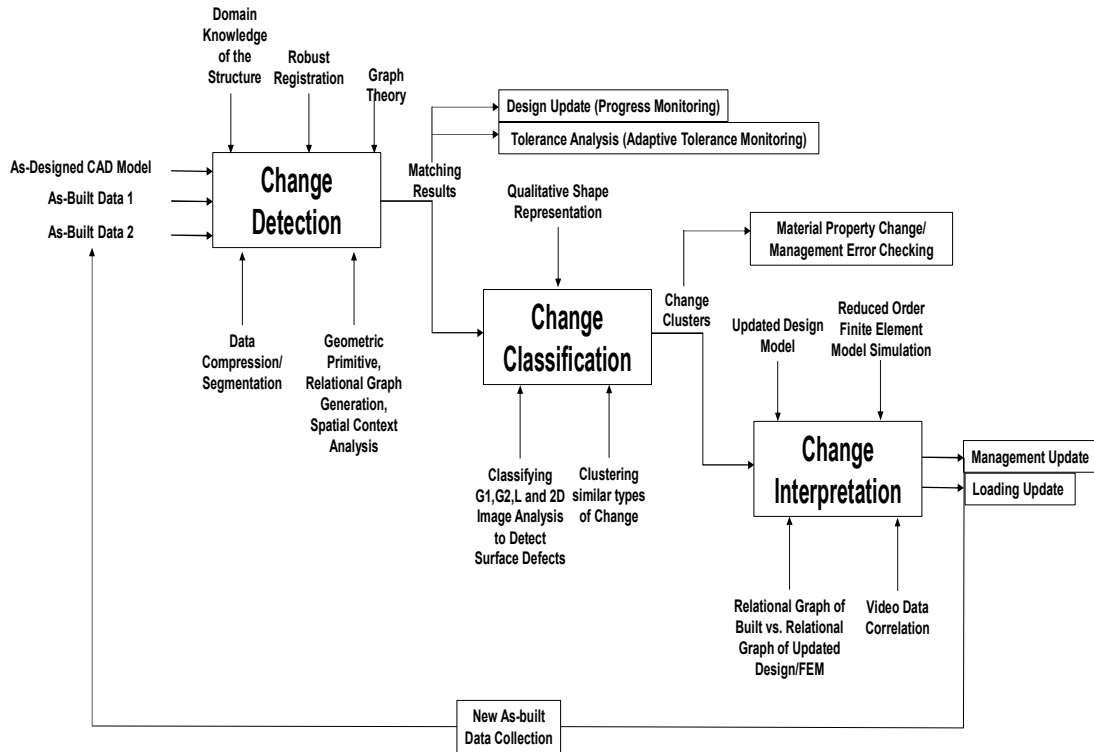 Domain
Knowledge
of the
Structure
Robust
Registration
Graph
Theory
As-Designed CAD Model
As-Built Data 1
As-Built Data 2
Change
Detection
Matching
Results
Design Update (Progress Monitoring)
Tolerance Analysis (Adaptive Tolerance Monitoring)
Data
Compression/
Segmentation
Geometric
Primitive,
Relational Graph
Generation,
Spatial Context
Analysis
Qualitative Shape
Representation
Change
Classification
Change
Clusters
Material Property Change/
Management Error Checking
Classifying
G1,G2,L and 2D
Image Analysis
to Detect
Surface Defects
Clustering
similar types
of Change
Updated Design
Model
Reduced Order
Finite Element
Model Simulation
Change
Interpretation
Management Update
Loading Update
Relational Graph of
Built vs. Relational
Graph of Updated
Design/FEM
Video Data
Correlation
New As-built
Data Collection